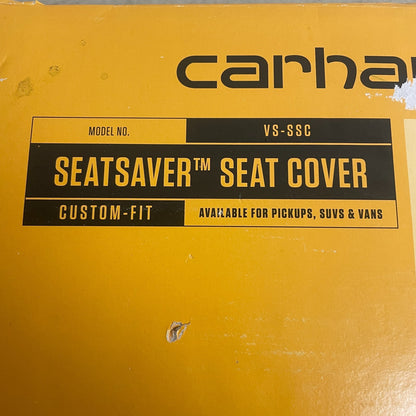 carha
MODEL NO. VS-SSC
SEATSAVER™ SEAT COVER
CUSTOM-FIT AVAILABLE FOR PICKUPS, SUVS & VANS